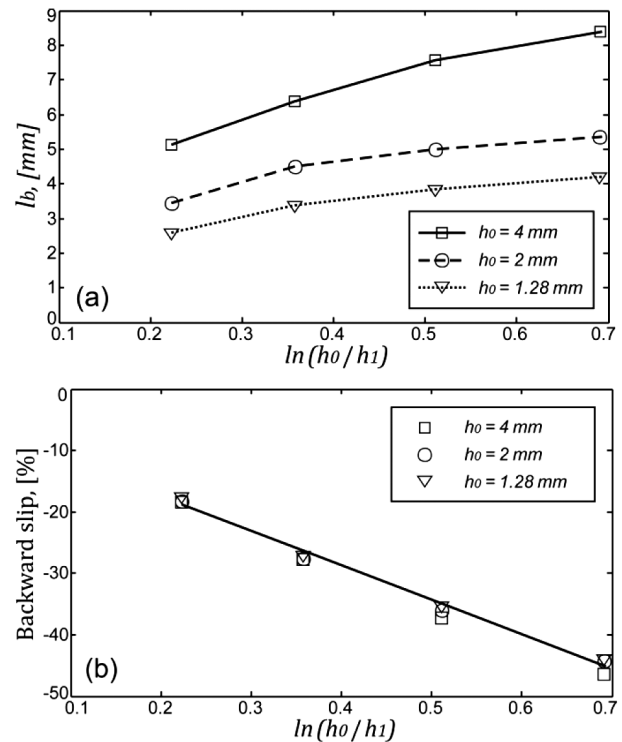 9
8
7
6
5
4
3
2
1
0
lb, [mm]
h0 = 4 mm
h0 = 2 mm
h0 = 1.28 mm
(a)
0.1 0.2 0.3 0.4 0.5 0.6 0.7
ln(h0/h1)
0
-10
-20
-30
-40
-50
Backward slip, [%]
h0 = 4 mm
h0 = 2 mm
h0 = 1.28 mm
(b)
0.1 0.2 0.3 0.4 0.5 0.6 0.7
ln(h0/h1)